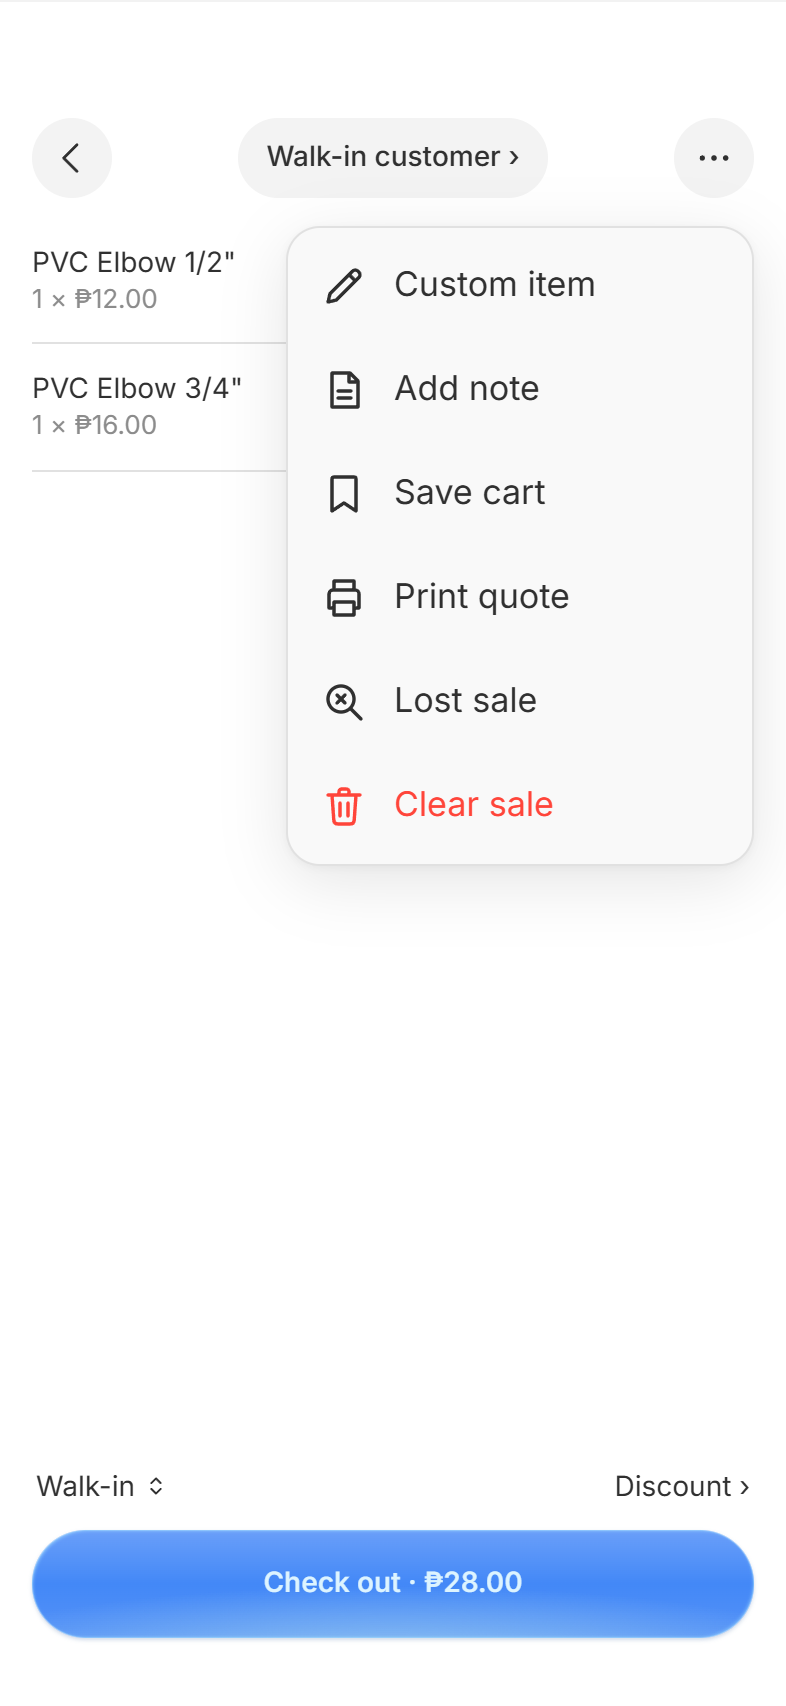 Walk-in customer ›
PVC Elbow 1/2"
1 × ₱12.00
PVC Elbow 3/4"
1 × ₱16.00
Custom item
Add note
Save cart
Print quote
Lost sale
Clear sale
Walk-in
Discount ›
Check out · ₱28.00